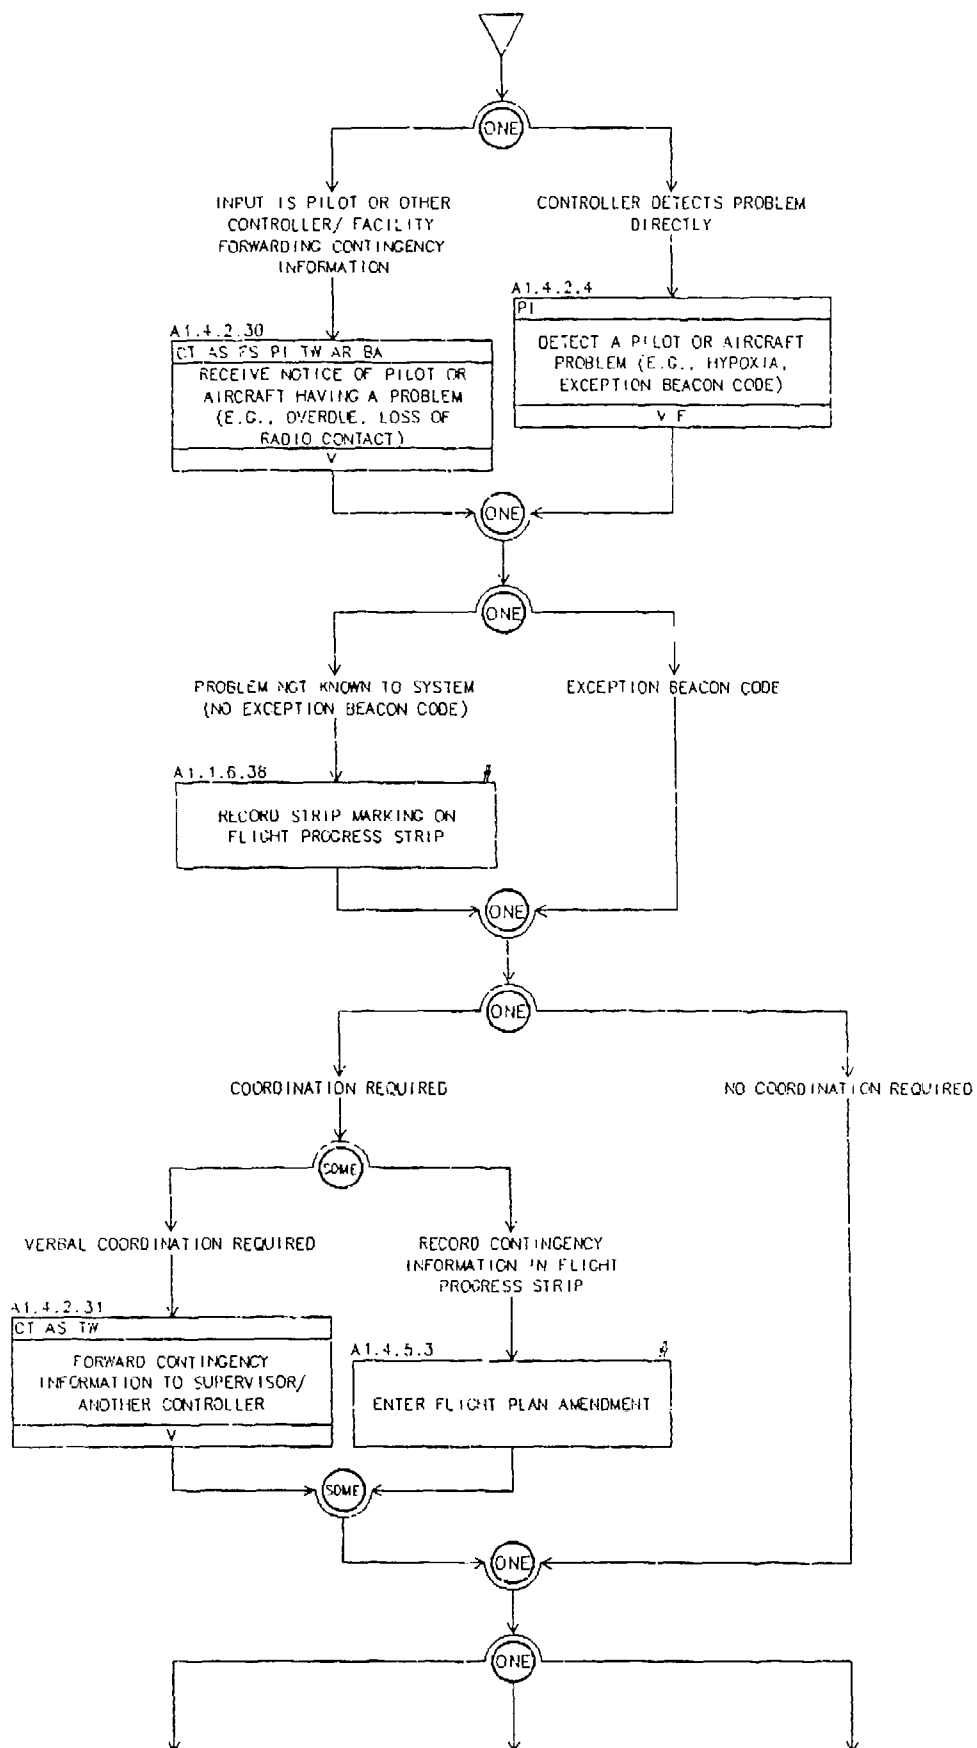 ONE
INPUT IS PILOT OR OTHER
CONTROLLER/ FACILITY
FORWARDING CONTINGENCY
INFORMATION
CONTROLLER DETECTS PROBLEM
DIRECTLY
A1.4.2.4
PI
DETECT A PILOT OR AIRCRAFT
PROBLEM (E.G., HYPOXIA,
EXCEPTION BEACON CODE)
V F
A1.4.2.30
CT AS FS PI TW AR BA
RECEIVE NOTICE OF PILOT OR
AIRCRAFT HAVING A PROBLEM
(E.G., OVERDUE, LOSS OF
RADIO CONTACT)
V
ONE
ONE
PROBLEM NOT KNOWN TO SYSTEM
(NO EXCEPTION BEACON CODE)
EXCEPTION BEACON CODE
A1.1.6.38
RECORD STRIP MARKING ON
FLIGHT PROGRESS STRIP
ONE
ONE
COORDINATION REQUIRED
NO COORDINATION REQUIRED
SOME
VERBAL COORDINATION REQUIRED
RECORD CONTINGENCY
INFORMATION IN FLIGHT
PROGRESS STRIP
A1.4.2.31
CT AS TW
FORWARD CONTINGENCY
INFORMATION TO SUPERVISOR/
ANOTHER CONTROLLER
V
A1.4.5.3
ENTER FLIGHT PLAN AMENDMENT
SOME
ONE
ONE